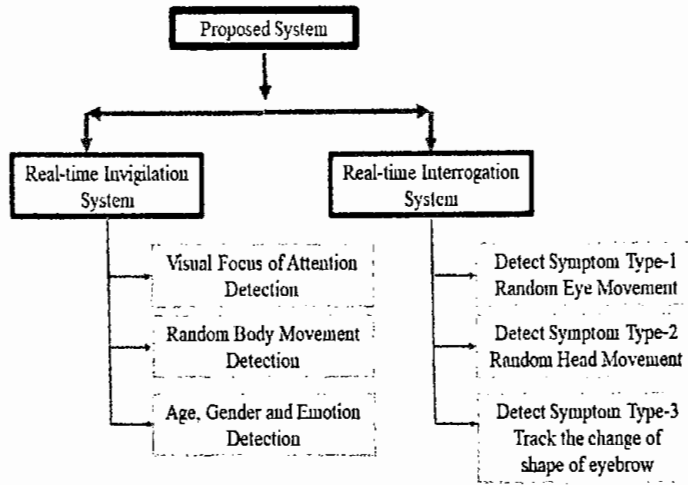 Proposed System
Real-time Invigilation
System
Visual Focus of Attention
Detection
Random Body Movement
Detection
Age, Gender and Emotion
Detection
Real-time Interrogation
System
Detect Symptom Type-1
Random Eye Movement
Detect Symptom Type-2
Random Head Movement
Detect Symptom Type-3
Track the change of
shape of eyebrow